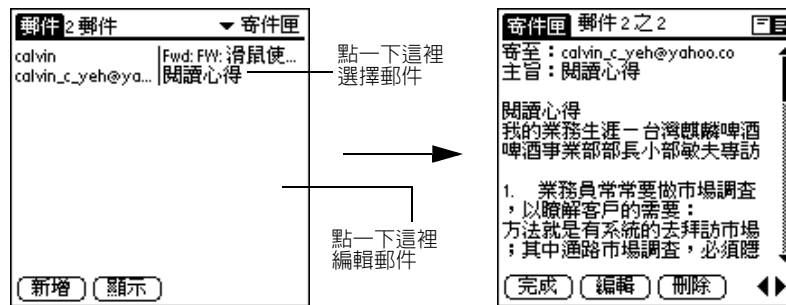 郵件 2 郵件 寄件匣
calvin Fwd: FW: 滑鼠使...
calvin_c_yeh@ya... 閱讀心得
新增 顯示
點一下這裡
選擇郵件
點一下這裡
編輯郵件
寄件匣 郵件 2 之 2
寄至：calvin_c_yeh@yahoo.co
主旨：閱讀心得
閱讀心得
我的業務生涯－台灣麒麟啤酒
啤酒事業部部長小部敏夫專訪
1. 業務員常常要做市場調查
，以瞭解客戶的需要：
方法就是有系統的去拜訪市場
；其中通路市場調查，必須隱
完成 編輯 刪除